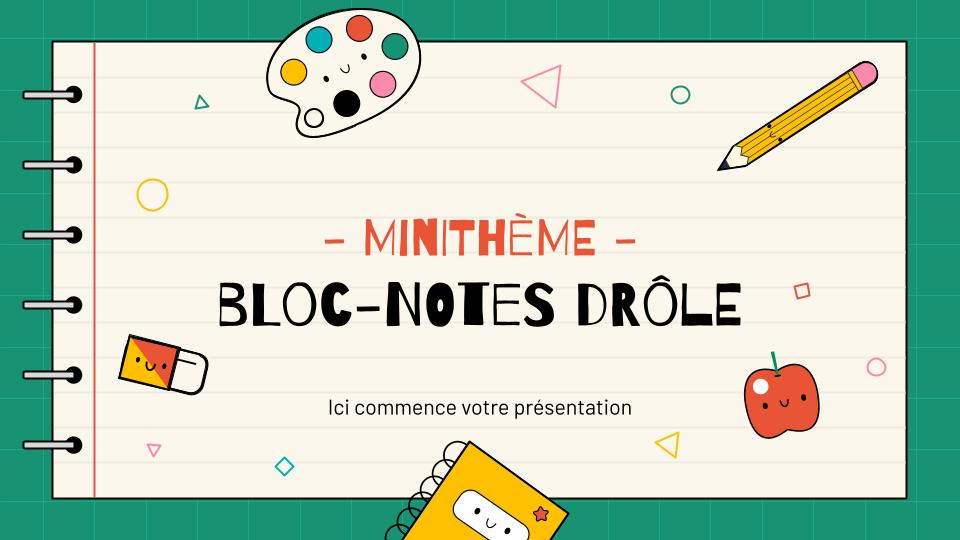 – MINITHÈME –
BLOC-NOTES DRÔLE
Ici commence votre présentation